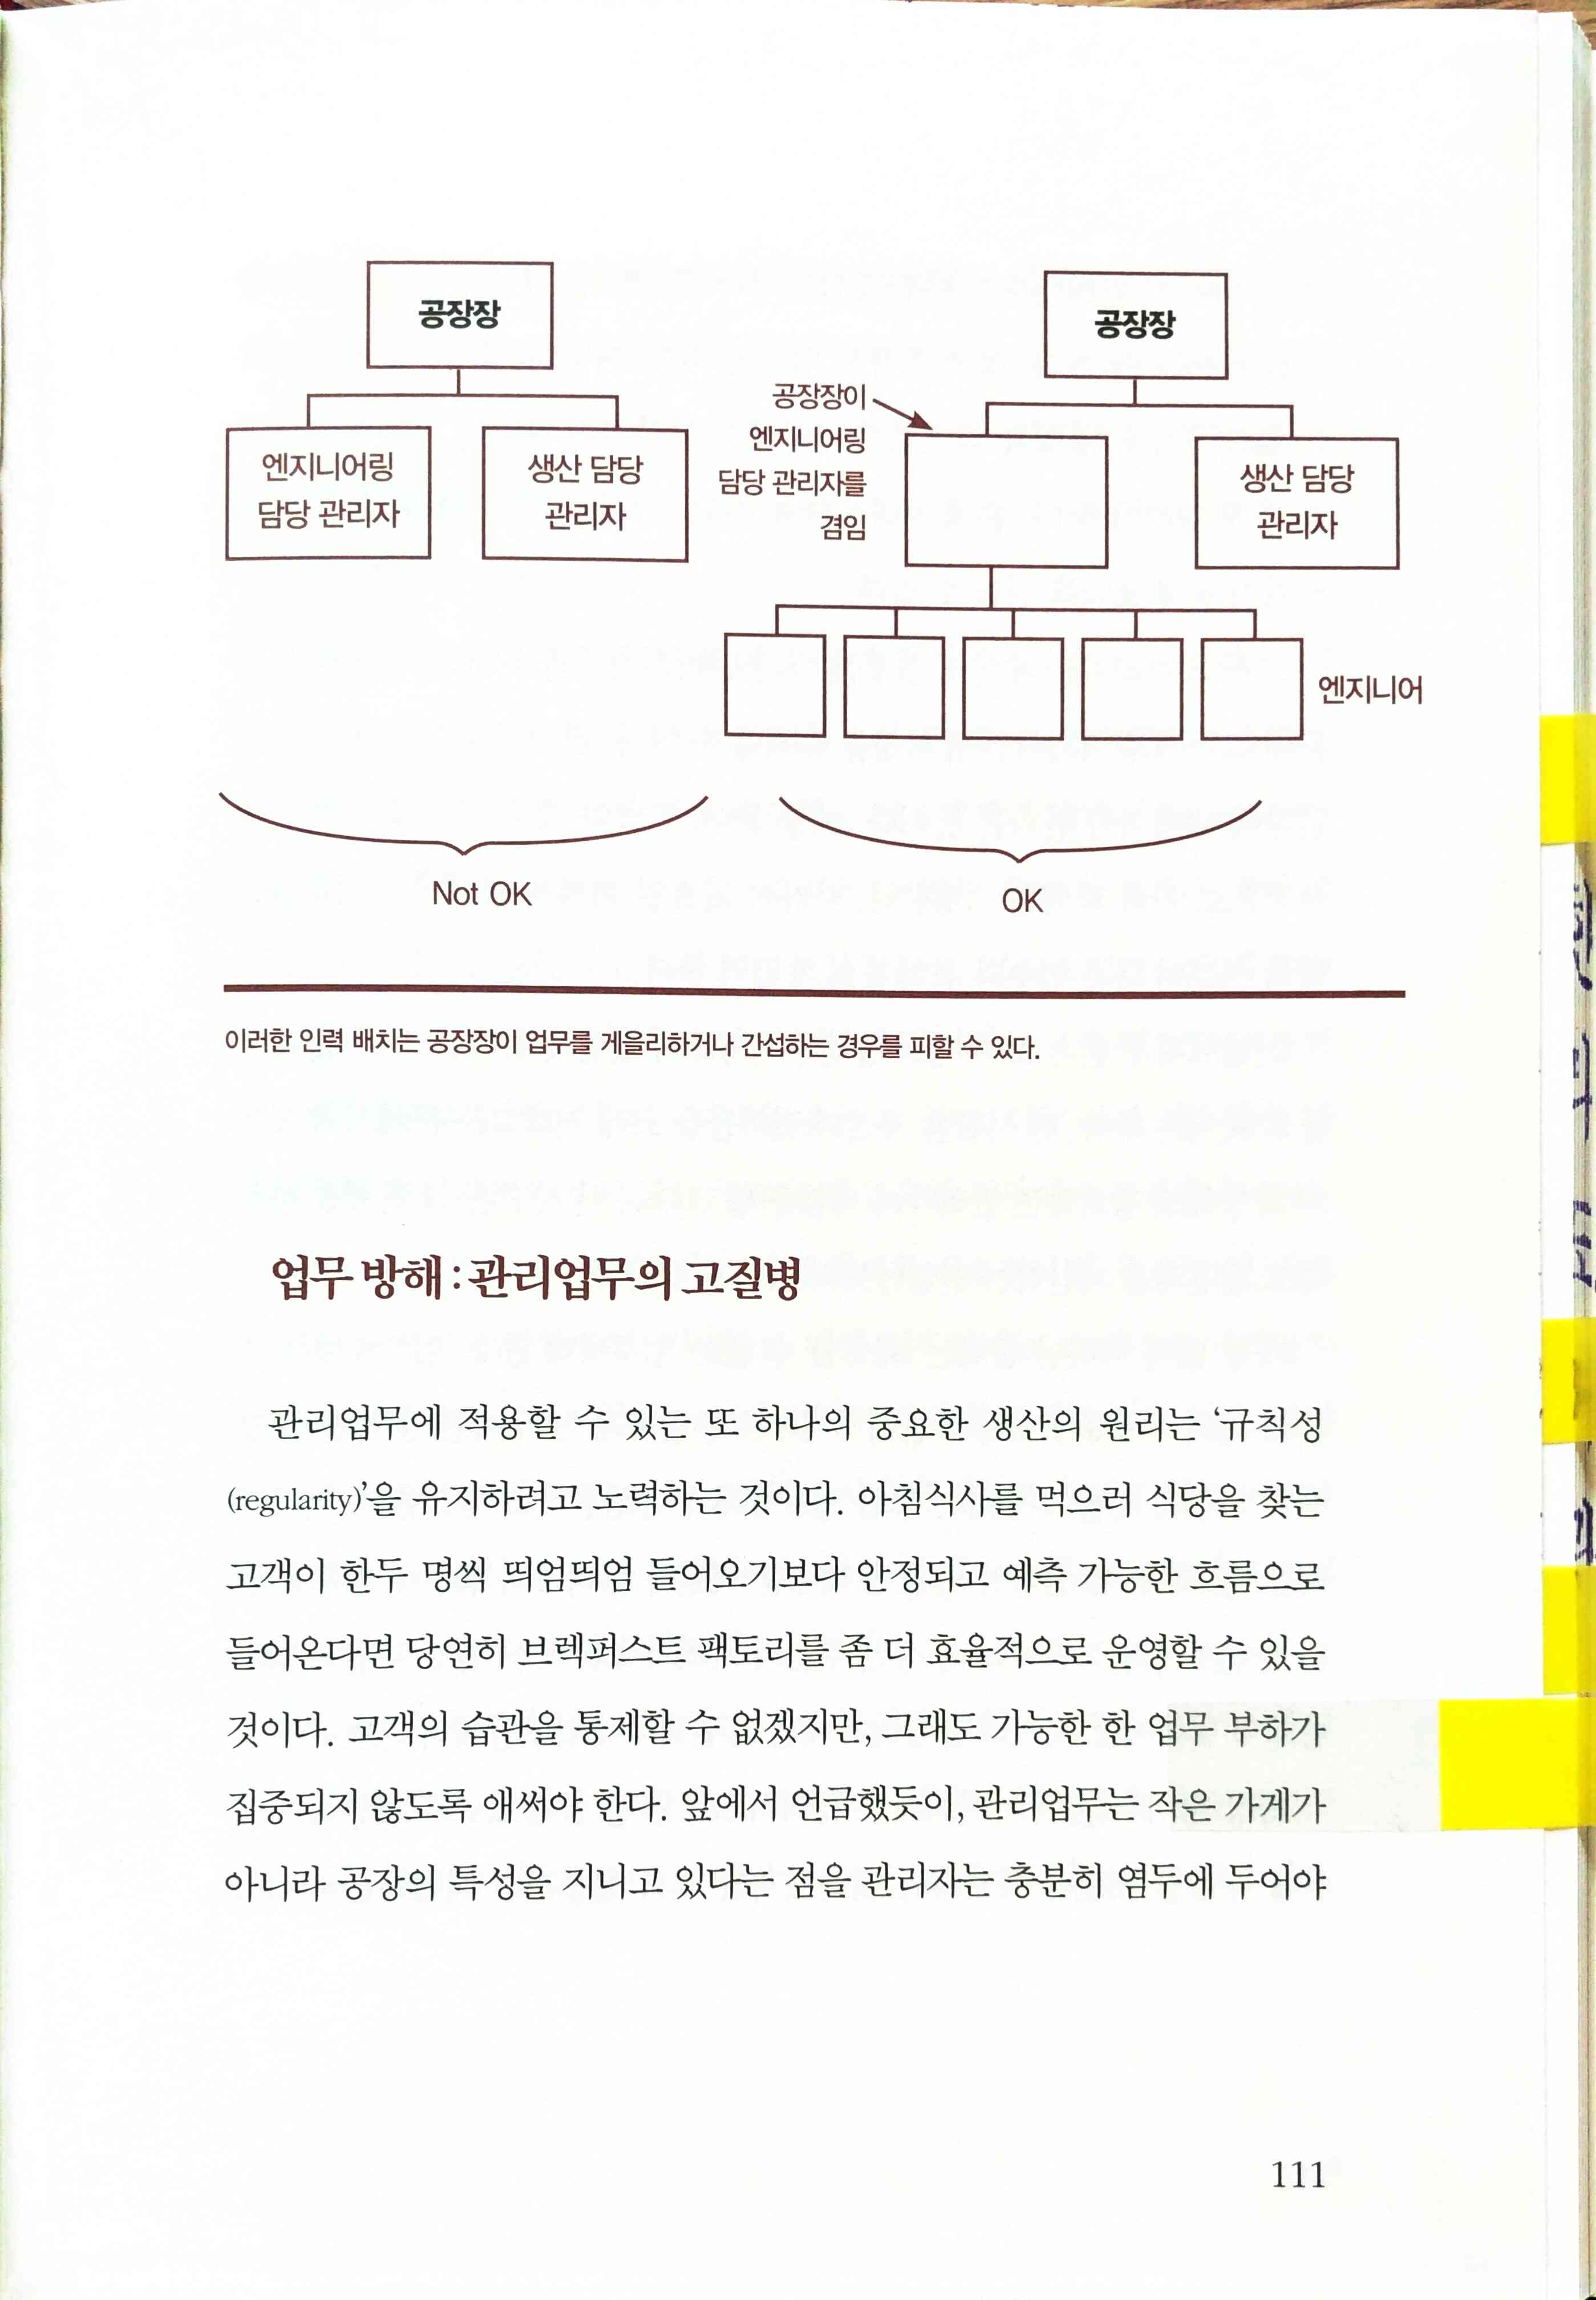 공장장
엔지니어링
담당 관리자
생산 담당
관리자
Not OK
공장장
공장장이
엔지니어링
담당 관리자를
겸임
생산 담당
관리자
엔지니어
OK
이러한 인력 배치는 공장장이 업무를 게을리하거나 간섭하는 경우를 피할 수 있다.
업무 방해 : 관리업무의 고질병
관리업무에 적용할 수 있는 또 하나의 중요한 생산의 원리는 ‘규칙성
(regularity)’을 유지하려고 노력하는 것이다. 아침식사를 먹으러 식당을 찾는
고객이 한두 명씩 띄엄띄엄 들어오기보다 안정되고 예측 가능한 흐름으로
들어온다면 당연히 브렉퍼스트 팩토리를 좀 더 효율적으로 운영할 수 있을
것이다. 고객의 습관을 통제할 수 없겠지만, 그래도 가능한 한 업무 부하가
집중되지 않도록 애써야 한다. 앞에서 언급했듯이, 관리업무는 작은 가게가
아니라 공장의 특성을 지니고 있다는 점을 관리자는 충분히 염두에 두어야
111